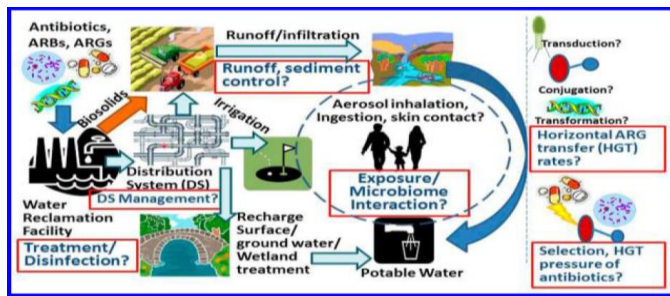 Antibiotics,
ARBs, ARGs
Runoff/infiltration
Runoff, sediment
control?
Biosolids
Irrigation
Aerosol inhalation,
Ingestion, skin contact?
Distribution
System (DS)
DS Management?
Exposure/
Microbiome
Interaction?
Water
Reclamation
Facility
Treatment/
Disinfection?
Recharge
Surface/
ground water/
Wetland
treatment
Potable Water
Transduction?
Conjugation?
Transformation?
Horizontal ARG
transfer (HGT)
rates?
Selection, HGT
pressure of
antibiotics?